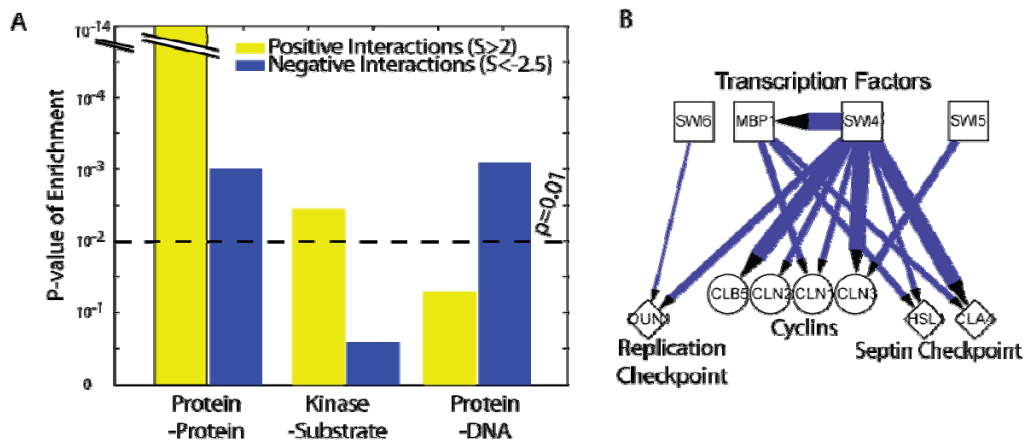 A
10-14
10-4
10-3
10-2
10-1
0
P-value of Enrichment
Positive Interactions (S>2)
Negative Interactions (S<-2.5)
p=0.01
Protein
-Protein
Kinase
-Substrate
Protein
-DNA
B
Transcription Factors
SWI6
MBP1
SWI4
SWI5
CLB5
CLN2
CLN1
CLN3
DUN1
HSL1
CLA4
Cyclins
Replication
Checkpoint
Septin Checkpoint